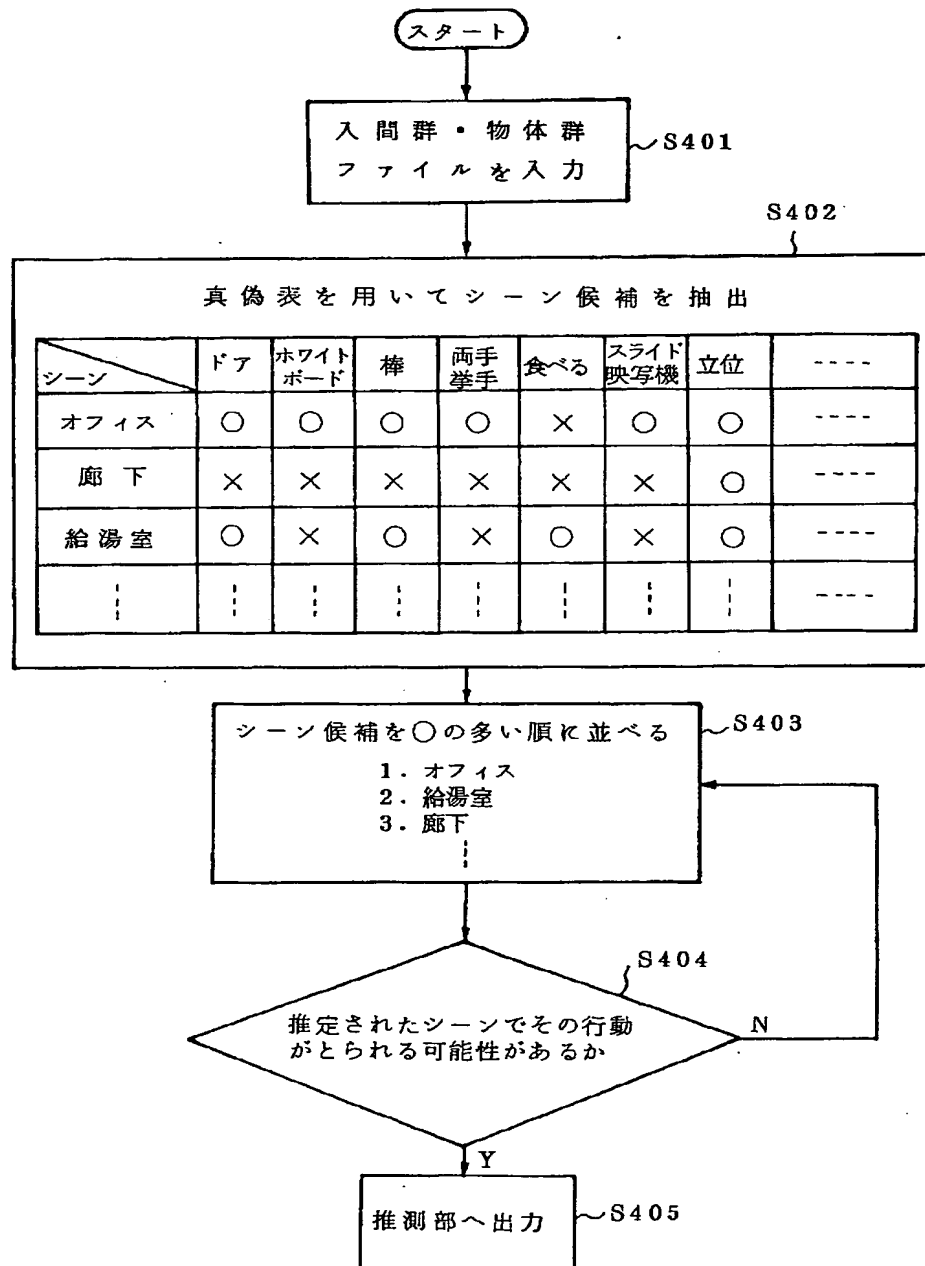 スタート
入間群・物体群
ファイルを入力
S401
S402
真偽表を用いてシーン候補を抽出
シーン ドア ホワイトボード 棒 両手挙手 食べる スライド映写機 立位 ----
オフィス ○ ○ ○ ○ × ○ ○ ----
廊下 × × × × × × ○ ----
給湯室 ○ × ○ × ○ × ○ ----
S403
シーン候補を○の多い順に並べる
1. オフィス
2. 給湯室
3. 廊下
S404
推定されたシーンでその行動
がとられる可能性があるか
N
Y
推測部へ出力
S405